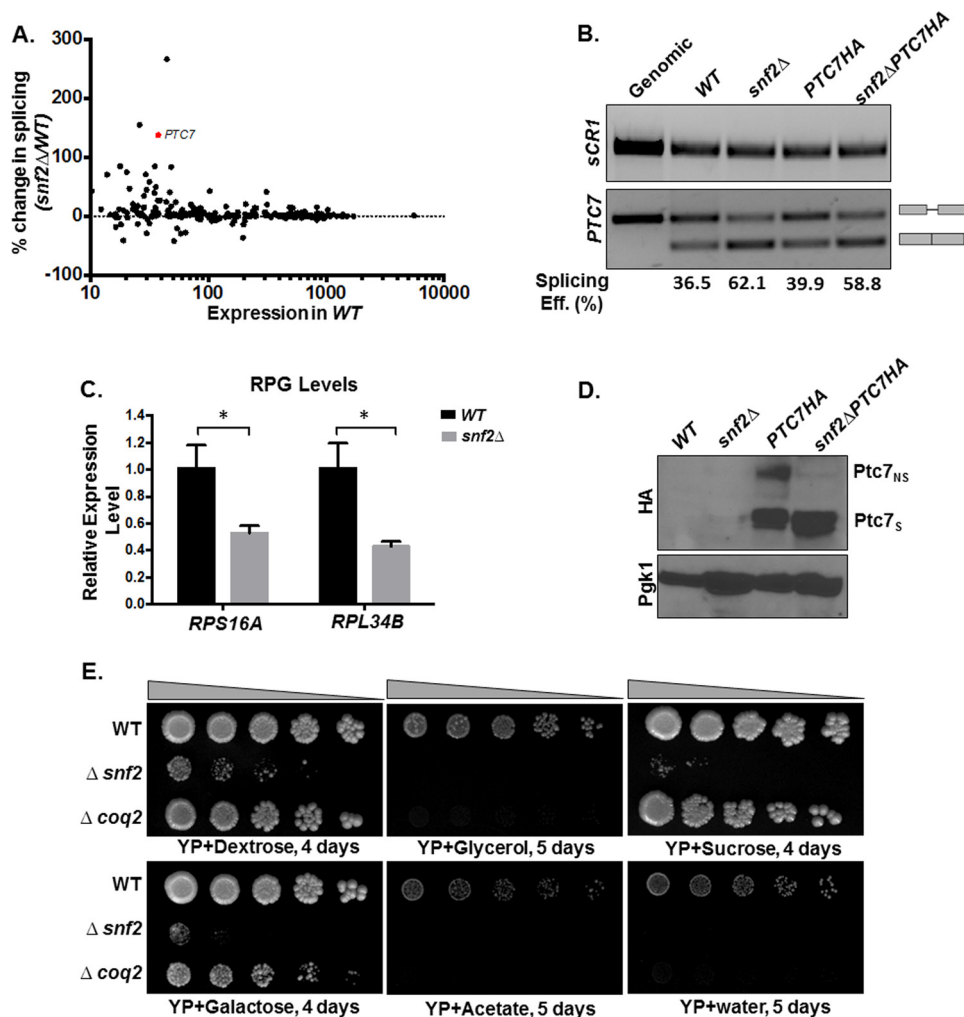 A.
300
200
100
0
-100
% change in splicing
(snf2Δ/WT)
PTC7
10
100
1000
10000
Expression in WT
B.
Genomic
WT
snf2Δ
PTC7HA
snf2ΔPTC7HA
sCR1
PTC7
Splicing
Eff. (%)
36.5 62.1 39.9 58.8
C.
RPG Levels
Relative Expression
Level
1.4
1.2
1.0
0.8
0.6
0.4
0.2
0.0
*
*
WT
snf2Δ
RPS16A
RPL34B
D.
WT
snf2Δ
PTC7HA
snf2ΔPTC7HA
HA
Ptc7NS
Ptc7S
Pgk1
E.
WT
Δ snf2
Δ coq2
YP+Dextrose, 4 days
YP+Glycerol, 5 days
YP+Sucrose, 4 days
WT
Δ snf2
Δ coq2
YP+Galactose, 4 days
YP+Acetate, 5 days
YP+water, 5 days